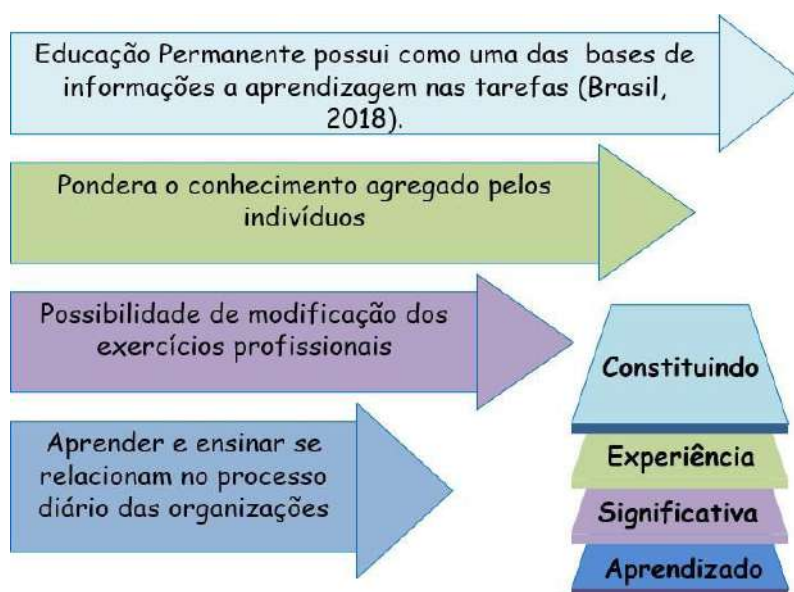 Educação Permanente possui como uma das bases de
informações a aprendizagem nas tarefas (Brasil,
2018).
Pondera o conhecimento agregado pelos
indivíduos
Possibilidade de modificação dos
exercícios profissionais
Aprender e ensinar se
relacionam no processo
diário das organizações
Constituindo
Experiência
Significativa
Aprendizado